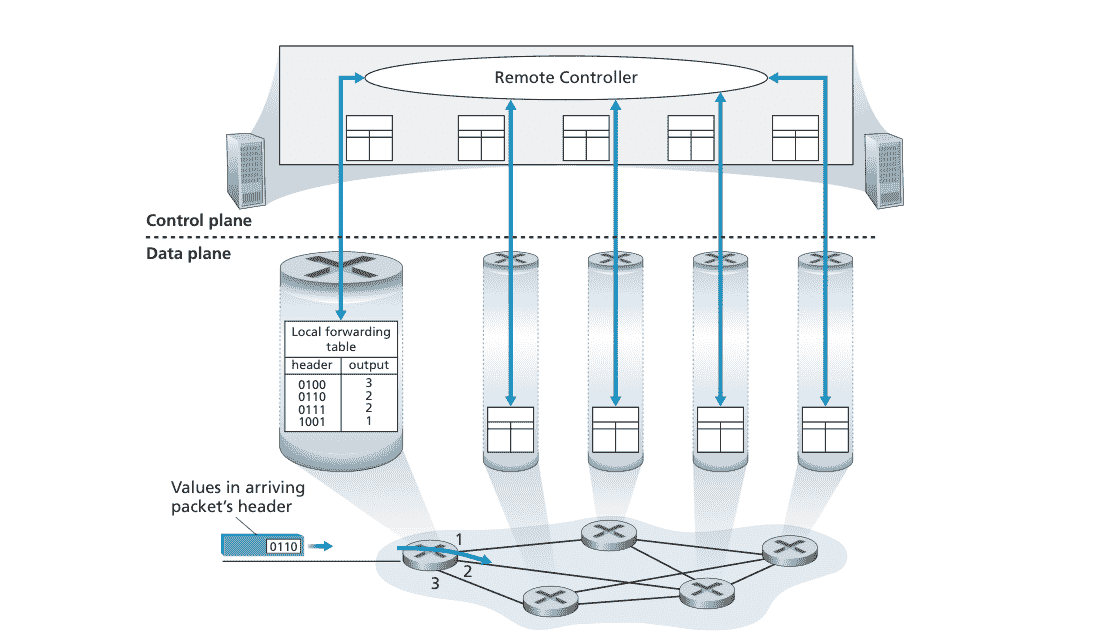 Remote Controller
Control plane
Data plane
Local forwarding
table
header output
0100 3
0110 2
0111 2
1001 1
Values in arriving
packet's header
0110
1
2
3